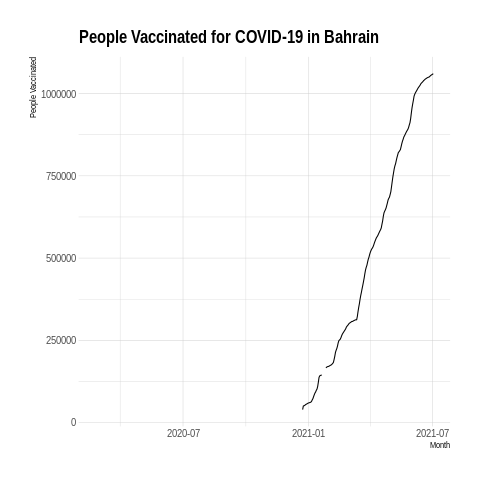 People Vaccinated for COVID-19 in Bahrain
People Vaccinated
1000000
750000
500000
250000
0
2020-07
2021-01
2021-07
Month